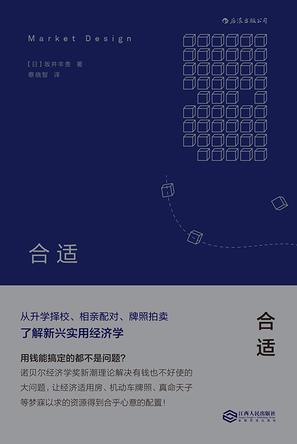 后浪出版公司
Market Design
[日] 坂井丰贵 著
蔡晓智 译
合适
从升学择校、相亲配对、牌照拍卖
了解新兴实用经济学
合适
用钱能搞定的都不是问题?
诺贝尔经济学奖新潮理论解决有钱也不好使的
大问题，让经济适用房、机动车牌照、真命天子
等梦寐以求的资源得到合乎心意的配置!
江西人民出版社